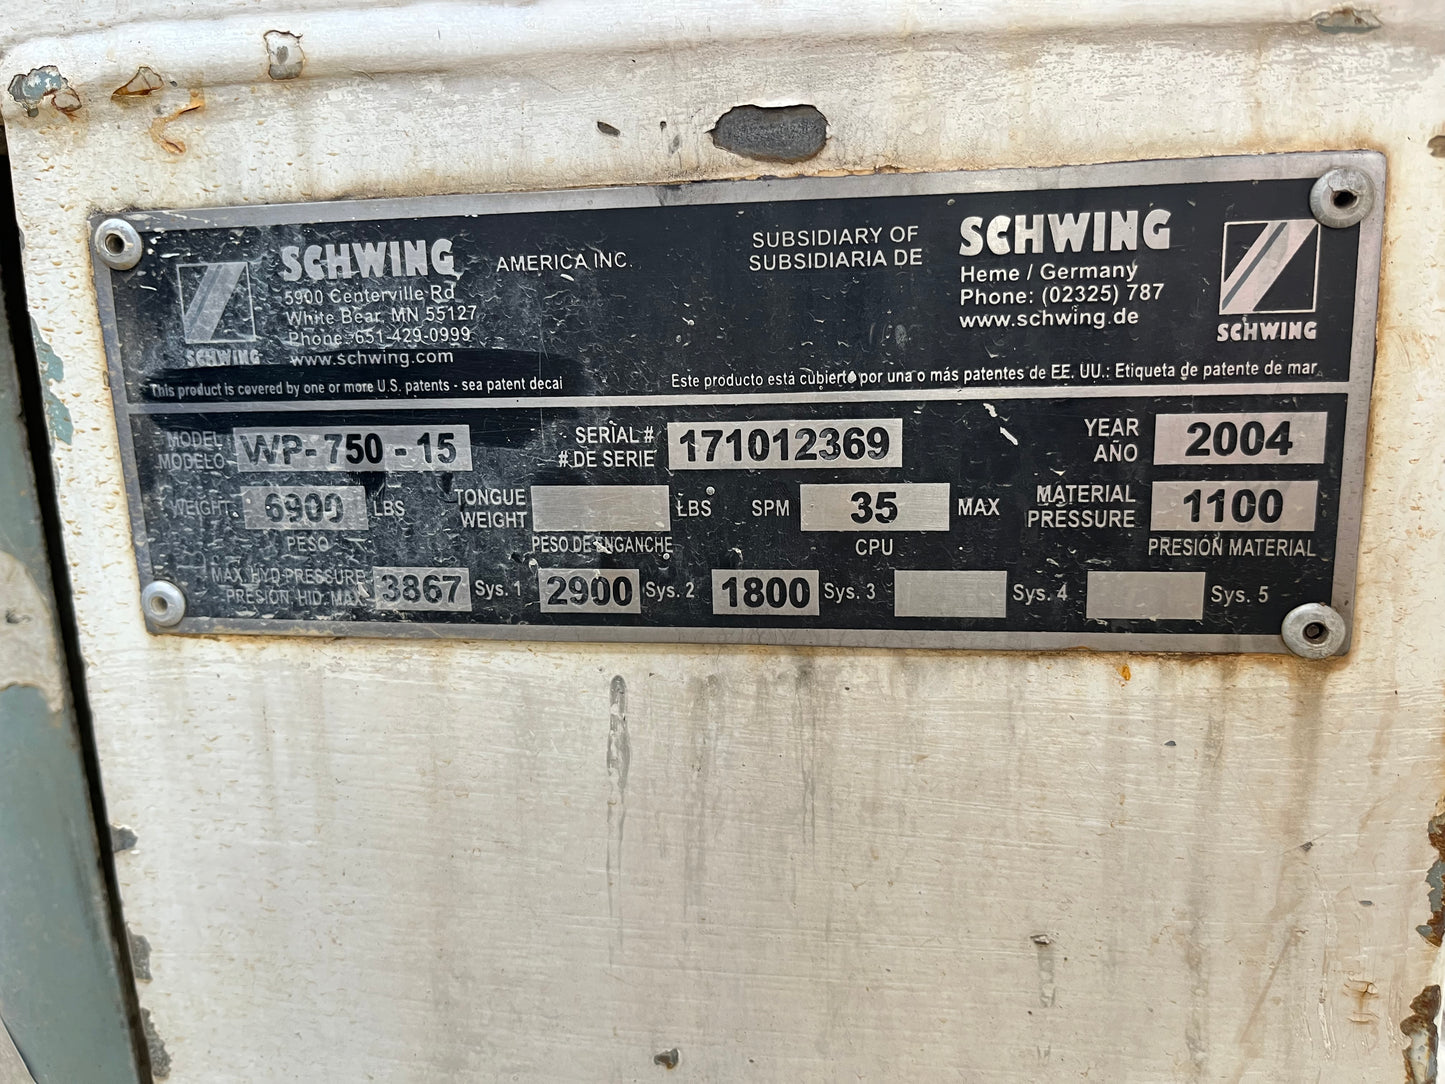 SCHWING
SCHWING AMERICA INC.
5900 Centerville Rd
White Bear, MN 55127
Phone: 651-429-0999
www.schwing.com
SUBSIDIARY OF
SUBSIDIARIA DE
SCHWING
Heme / Germany
Phone: (02325) 787
www.schwing.de
SCHWING
This product is covered by one or more U.S. patents - sea patent decai
Este producto está cubierto por una o más patentes de EE. UU.: Etiqueta de patente de mar
MODEL
MODELO
WP-750-15
SERIAL #
# DE SERIE
171012369
YEAR
AÑO
2004
WEIGHT
6900 LBS
PESO
TONGUE
WEIGHT
LBS
PESO DE ENGANCHE
SPM 35 MAX
CPU
MATERIAL
PRESSURE
1100
PRESIÓN MATERIAL
MAX. HYD PRESSURE
PRESIÓN HID. MAX
3867 Sys. 1 2900 Sys. 2 1800 Sys. 3 Sys. 4 Sys. 5